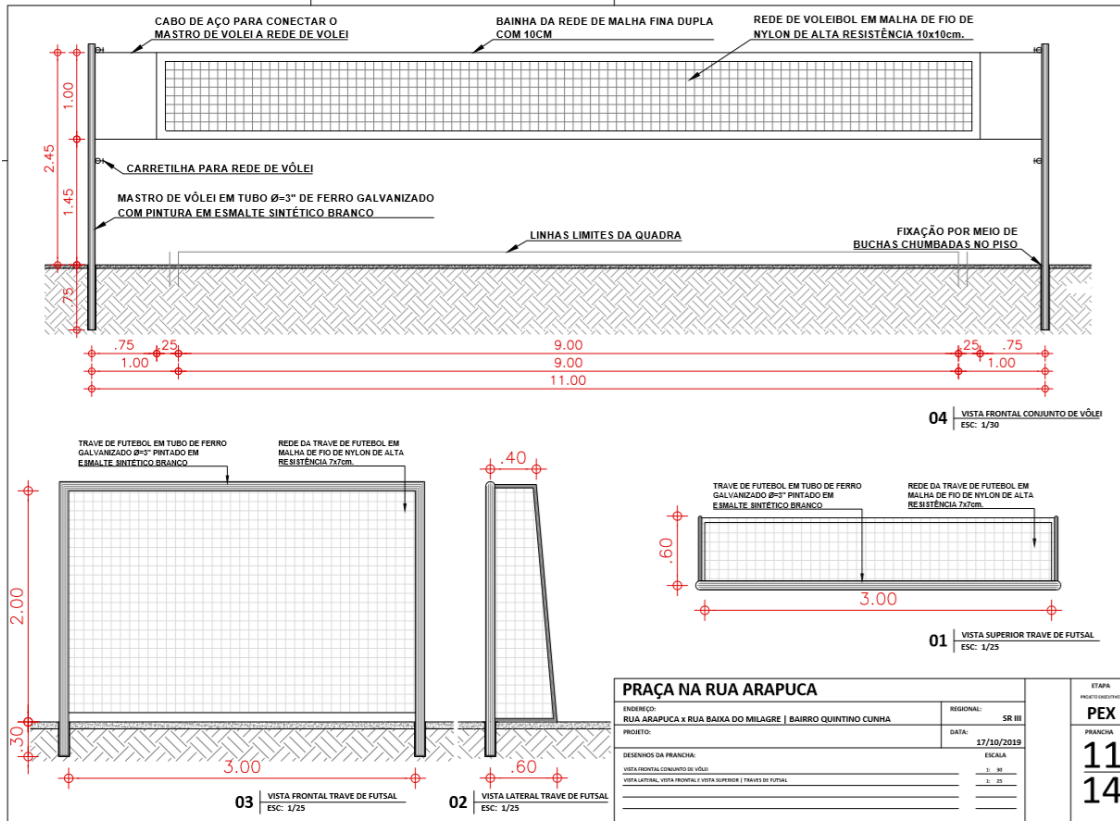 CABO DE AÇO PARA CONECTAR O
MASTRO DE VOLEI A REDE DE VOLEI
BAINHA DA REDE DE MALHA FINA DUPLA
COM 10CM
REDE DE VOLEIBOL EM MALHA DE FIO DE
NYLON DE ALTA RESISTÊNCIA 10x10cm.
1.00
2.45
1.45
.75
CARRETILHA PARA REDE DE VÔLEI
MASTRO DE VÔLEI EM TUBO Ø=3" DE FERRO GALVANIZADO
COM PINTURA EM ESMALTE SINTÉTICO BRANCO
LINHAS LIMITES DA QUADRA
FIXAÇÃO POR MEIO DE
BUCHAS CHUMBADAS NO PISO
.75 .25 9.00 .25 .75
1.00 9.00 1.00
11.00
04 VISTA FRONTAL CONJUNTO DE VÔLEI
ESC: 1/30
TRAVE DE FUTEBOL EM TUBO DE FERRO
GALVANIZADO Ø=3" PINTADO EM
ESMALTE SINTÉTICO BRANCO
REDE DA TRAVE DE FUTEBOL EM
MALHA DE FIO DE NYLON DE ALTA
RESISTÊNCIA 7x7cm.
2.00
.30
3.00
03 VISTA FRONTAL TRAVE DE FUTSAL
ESC: 1/25
.40
.60
02 VISTA LATERAL TRAVE DE FUTSAL
ESC: 1/25
TRAVE DE FUTEBOL EM TUBO DE FERRO
GALVANIZADO Ø=3" PINTADO EM
ESMALTE SINTÉTICO BRANCO
REDE DA TRAVE DE FUTEBOL EM
MALHA DE FIO DE NYLON DE ALTA
RESISTÊNCIA 7x7cm.
.60
3.00
01 VISTA SUPERIOR TRAVE DE FUTSAL
ESC: 1/25
PRAÇA NA RUA ARAPUCA
ENDEREÇO:
RUA ARAPUCA x RUA BAIXA DO MILAGRE | BAIRRO QUINTINO CUNHA
REGIONAL:
SR III
PROJETO:
DATA:
17/10/2019
DESENHOS DA PRANCHA:
ESCALA
VISTA FRONTAL CONJUNTO DE VÔLEI
1: 30
VISTA LATERAL, VISTA FRONTAL E VISTA SUPERIOR | TRAVES DE FUTSAL
1: 25
ETAPA
PROJETO EXECUTIVO
PEX
PRANCHA
11
14